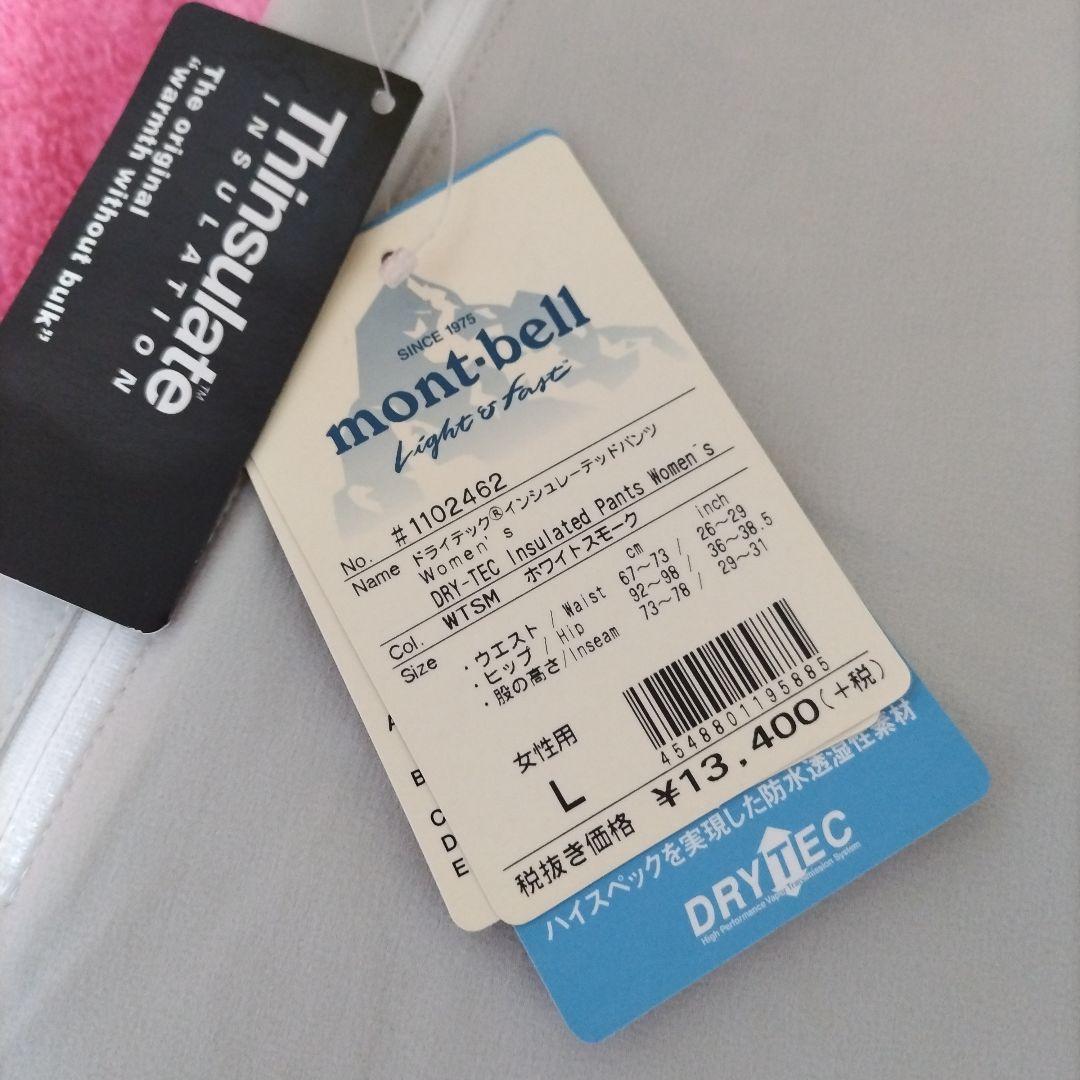 Thinsulate™
INSULATION
The original
“warmth without bulk”
SINCE 1975
mont·bell
Light & Fast
No. #1102462
Name ドライテック®インシュレーテッドパンツ
Women's
DRY-TEC Insulated Pants Women's
Col. WTSM ホワイトスモーク
Size cm inch
・ウエスト / Waist 67～73 / 26～29
・ヒップ / Hip 92～98 / 36～38.5
・股の高さ/Inseam 73～78 / 29～31
女性用
L
4548801195885
税抜き価格 ¥13,400(+税)
A
B
C
D
E
ハイスペックを実現した防水透湿性素材
DRYTEC
High Performance Vapor Transmission System